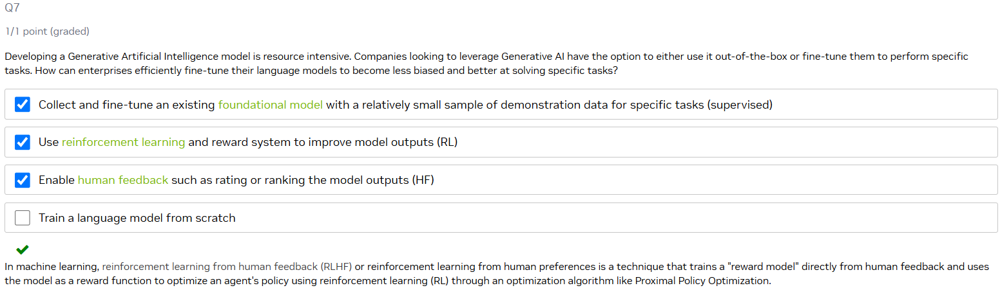 Q7
1/1 point (graded)
Developing a Generative Artificial Intelligence model is resource intensive. Companies looking to leverage Generative AI have the option to either use it out-of-the-box or fine-tune them to perform specific
tasks. How can enterprises efficiently fine-tune their language models to become less biased and better at solving specific tasks?
Collect and fine-tune an existing foundational model with a relatively small sample of demonstration data for specific tasks (supervised)
Use reinforcement learning and reward system to improve model outputs (RL)
Enable human feedback such as rating or ranking the model outputs (HF)
Train a language model from scratch
In machine learning, reinforcement learning from human feedback (RLHF) or reinforcement learning from human preferences is a technique that trains a "reward model" directly from human feedback and uses
the model as a reward function to optimize an agent's policy using reinforcement learning (RL) through an optimization algorithm like Proximal Policy Optimization.